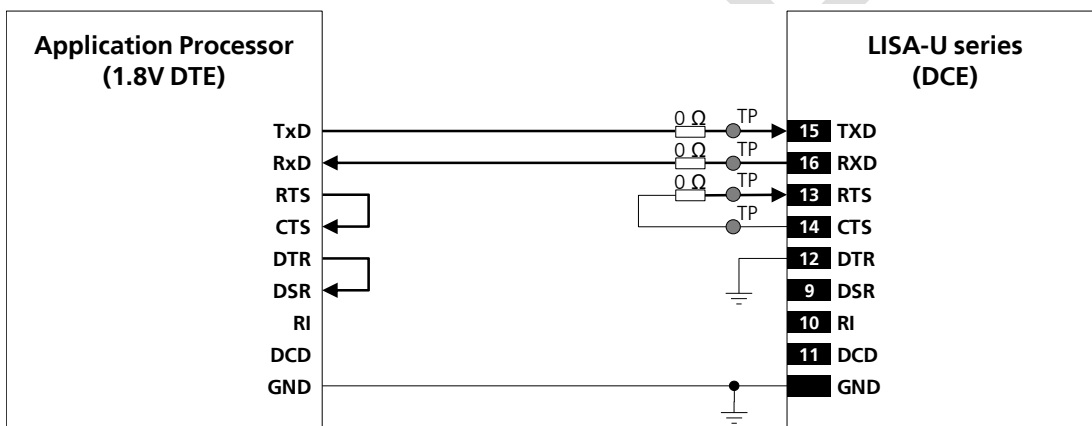 Application Processor
(1.8V DTE)
LISA-U series
(DCE)
TxD
0 Ω
TP
15
TXD
RxD
0 Ω
TP
16
RXD
RTS
0 Ω
TP
13
RTS
CTS
TP
14
CTS
DTR
12
DTR
DSR
9
DSR
RI
10
RI
DCD
11
DCD
GND
GND